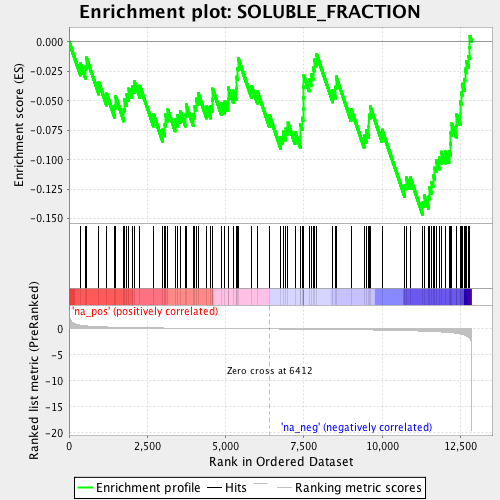 Enrichment plot: SOLUBLE_FRACTION
Enrichment score (ES)
0.000
-0.025
-0.050
-0.075
-0.100
-0.125
-0.150
'na_pos' (positively correlated)
Ranked list metric (PreRanked)
0
-5
-10
-15
-20
Zero cross at 6412
'na_neg' (negatively correlated)
0
2,500
5,000
7,500
10,000
12,500
Rank in Ordered Dataset
Enrichment profile
Hits
Ranking metric scores